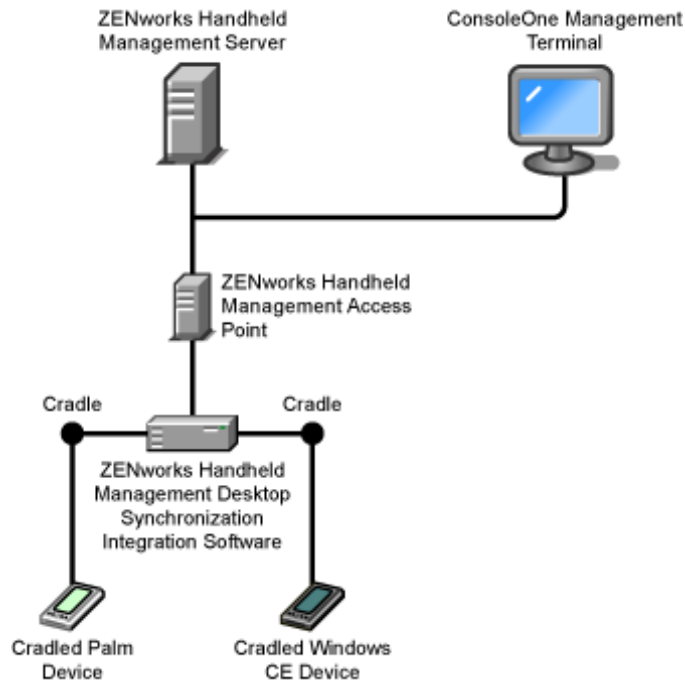 ZENworks Handheld
Management Server
ConsoleOne Management
Terminal
ZENworks Handheld
Management Access
Point
Cradle
Cradle
ZENworks Handheld
Management Desktop
Synchronization
Integration Software
Cradled Palm
Device
Cradled Windows
CE Device